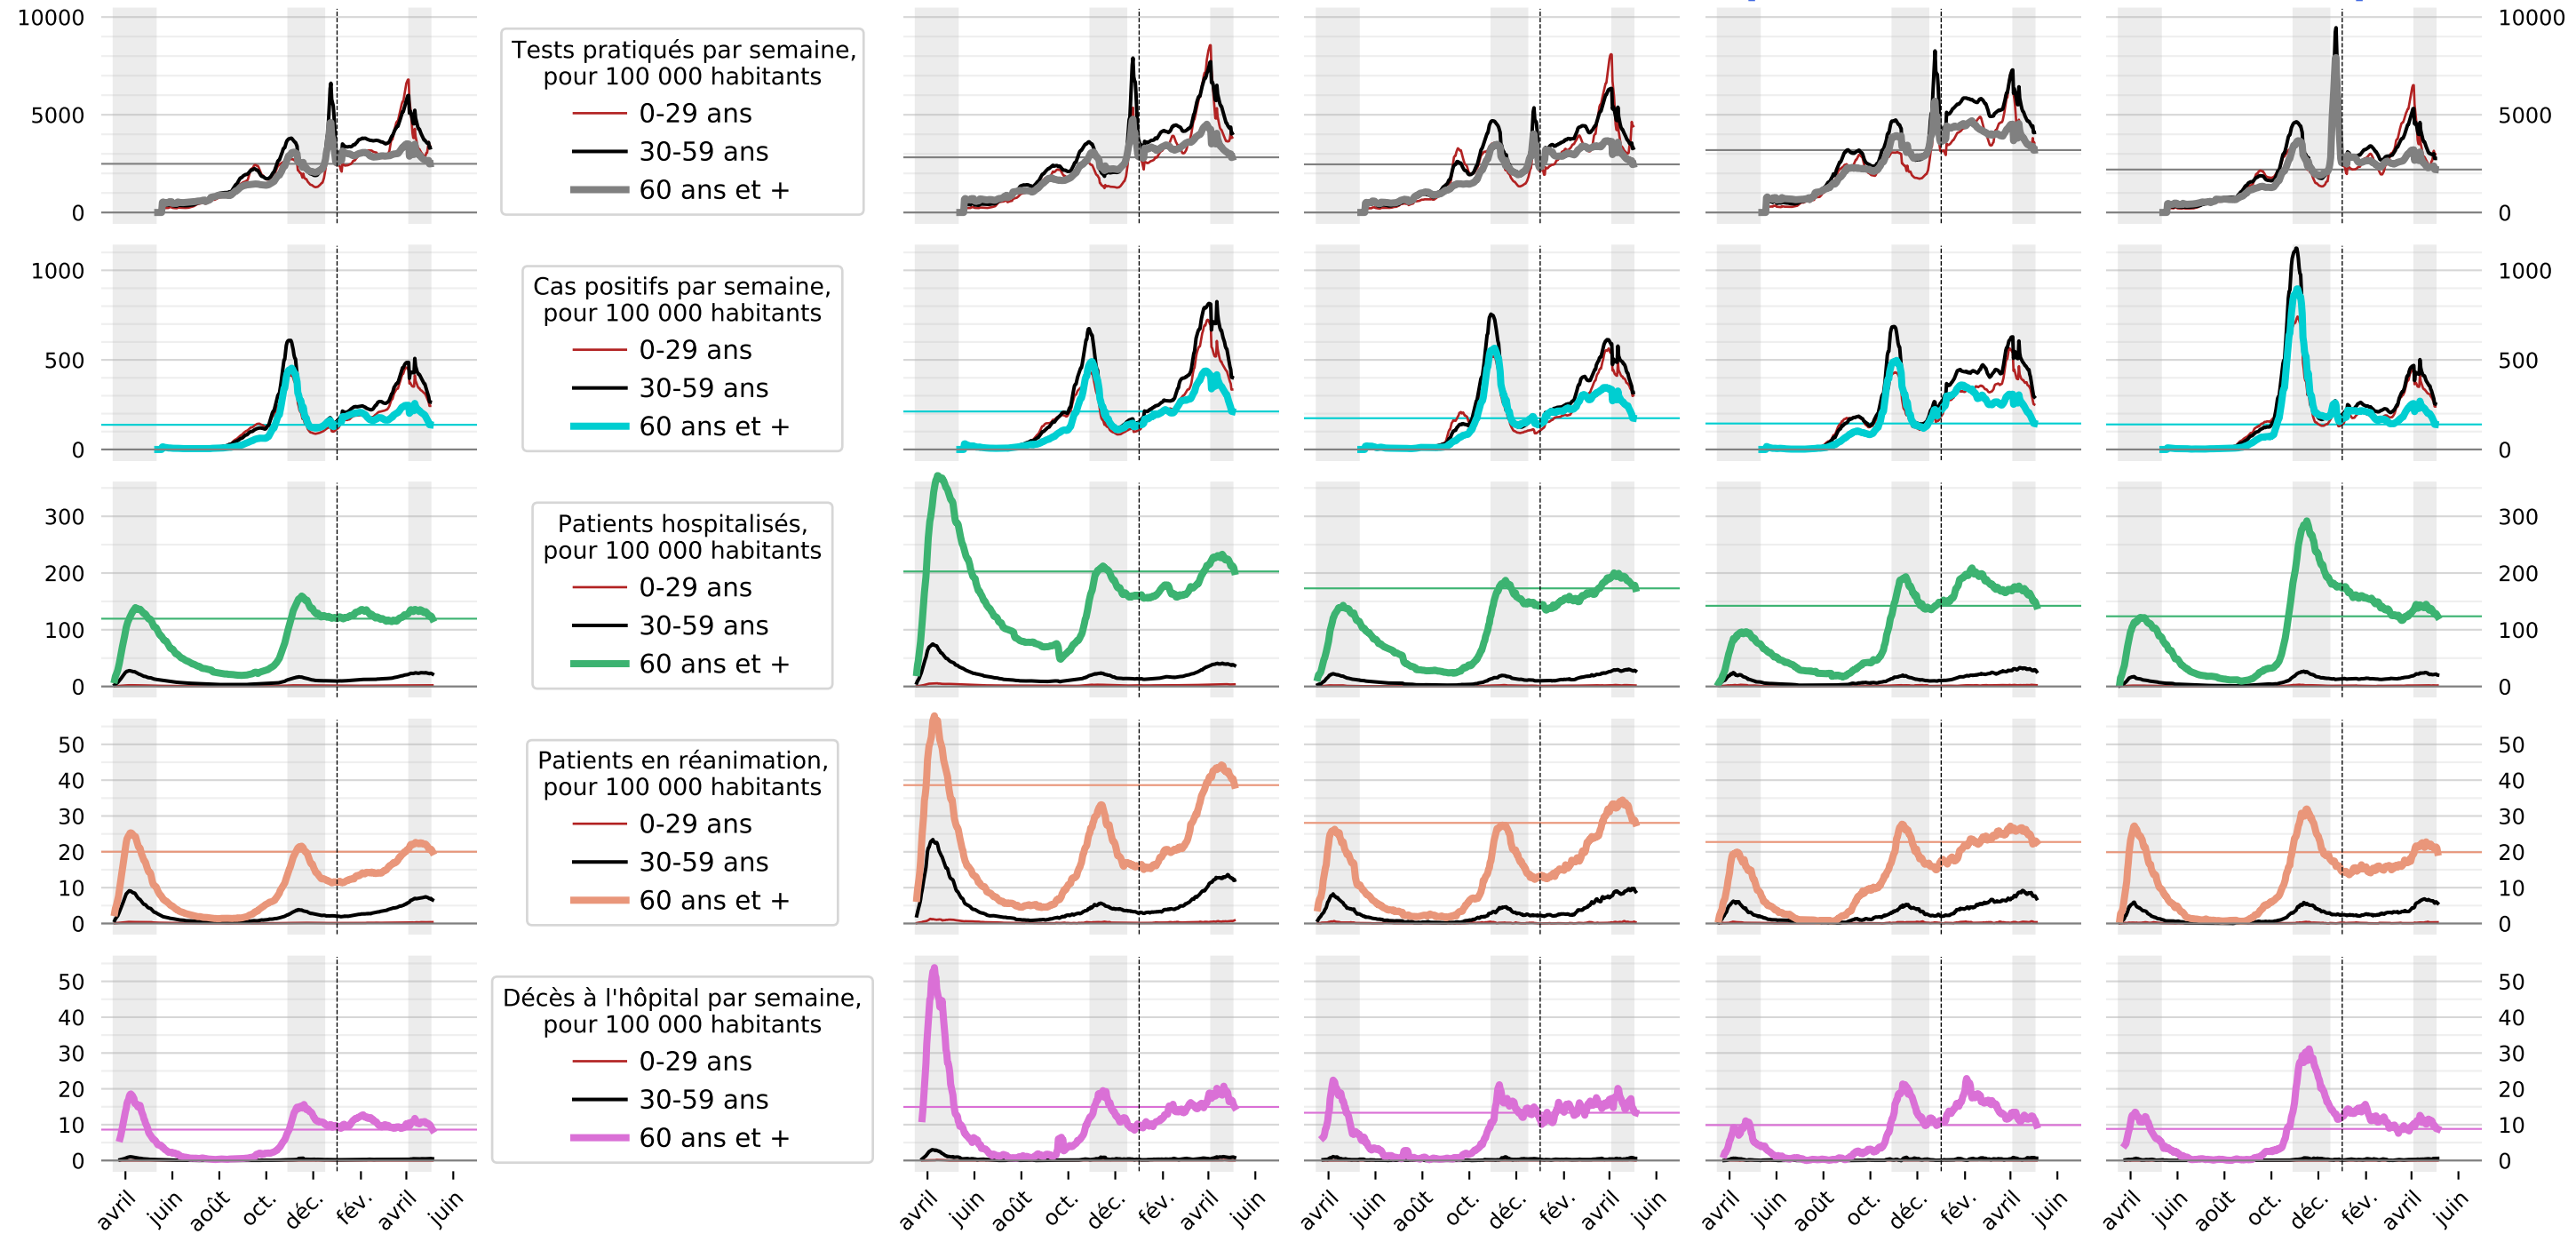 10000
5000
0
Tests pratiqués par semaine,
pour 100 000 habitants
0-29 ans
30-59 ans
60 ans et +
10000
5000
0
1000
500
0
Cas positifs par semaine,
pour 100 000 habitants
0-29 ans
30-59 ans
60 ans et +
1000
500
0
300
200
100
0
Patients hospitalisés,
pour 100 000 habitants
0-29 ans
30-59 ans
60 ans et +
300
200
100
0
50
40
30
20
10
0
Patients en réanimation,
pour 100 000 habitants
0-29 ans
30-59 ans
60 ans et +
50
40
30
20
10
0
50
40
30
20
10
0
Décès à l'hôpital par semaine,
pour 100 000 habitants
0-29 ans
30-59 ans
60 ans et +
50
40
30
20
10
0
avril juin août oct. déc. fév. avril juin
avril juin août oct. déc. fév. avril juin
avril juin août oct. déc. fév. avril juin
avril juin août oct. déc. fév. avril juin
avril juin août oct. déc. fév. avril juin